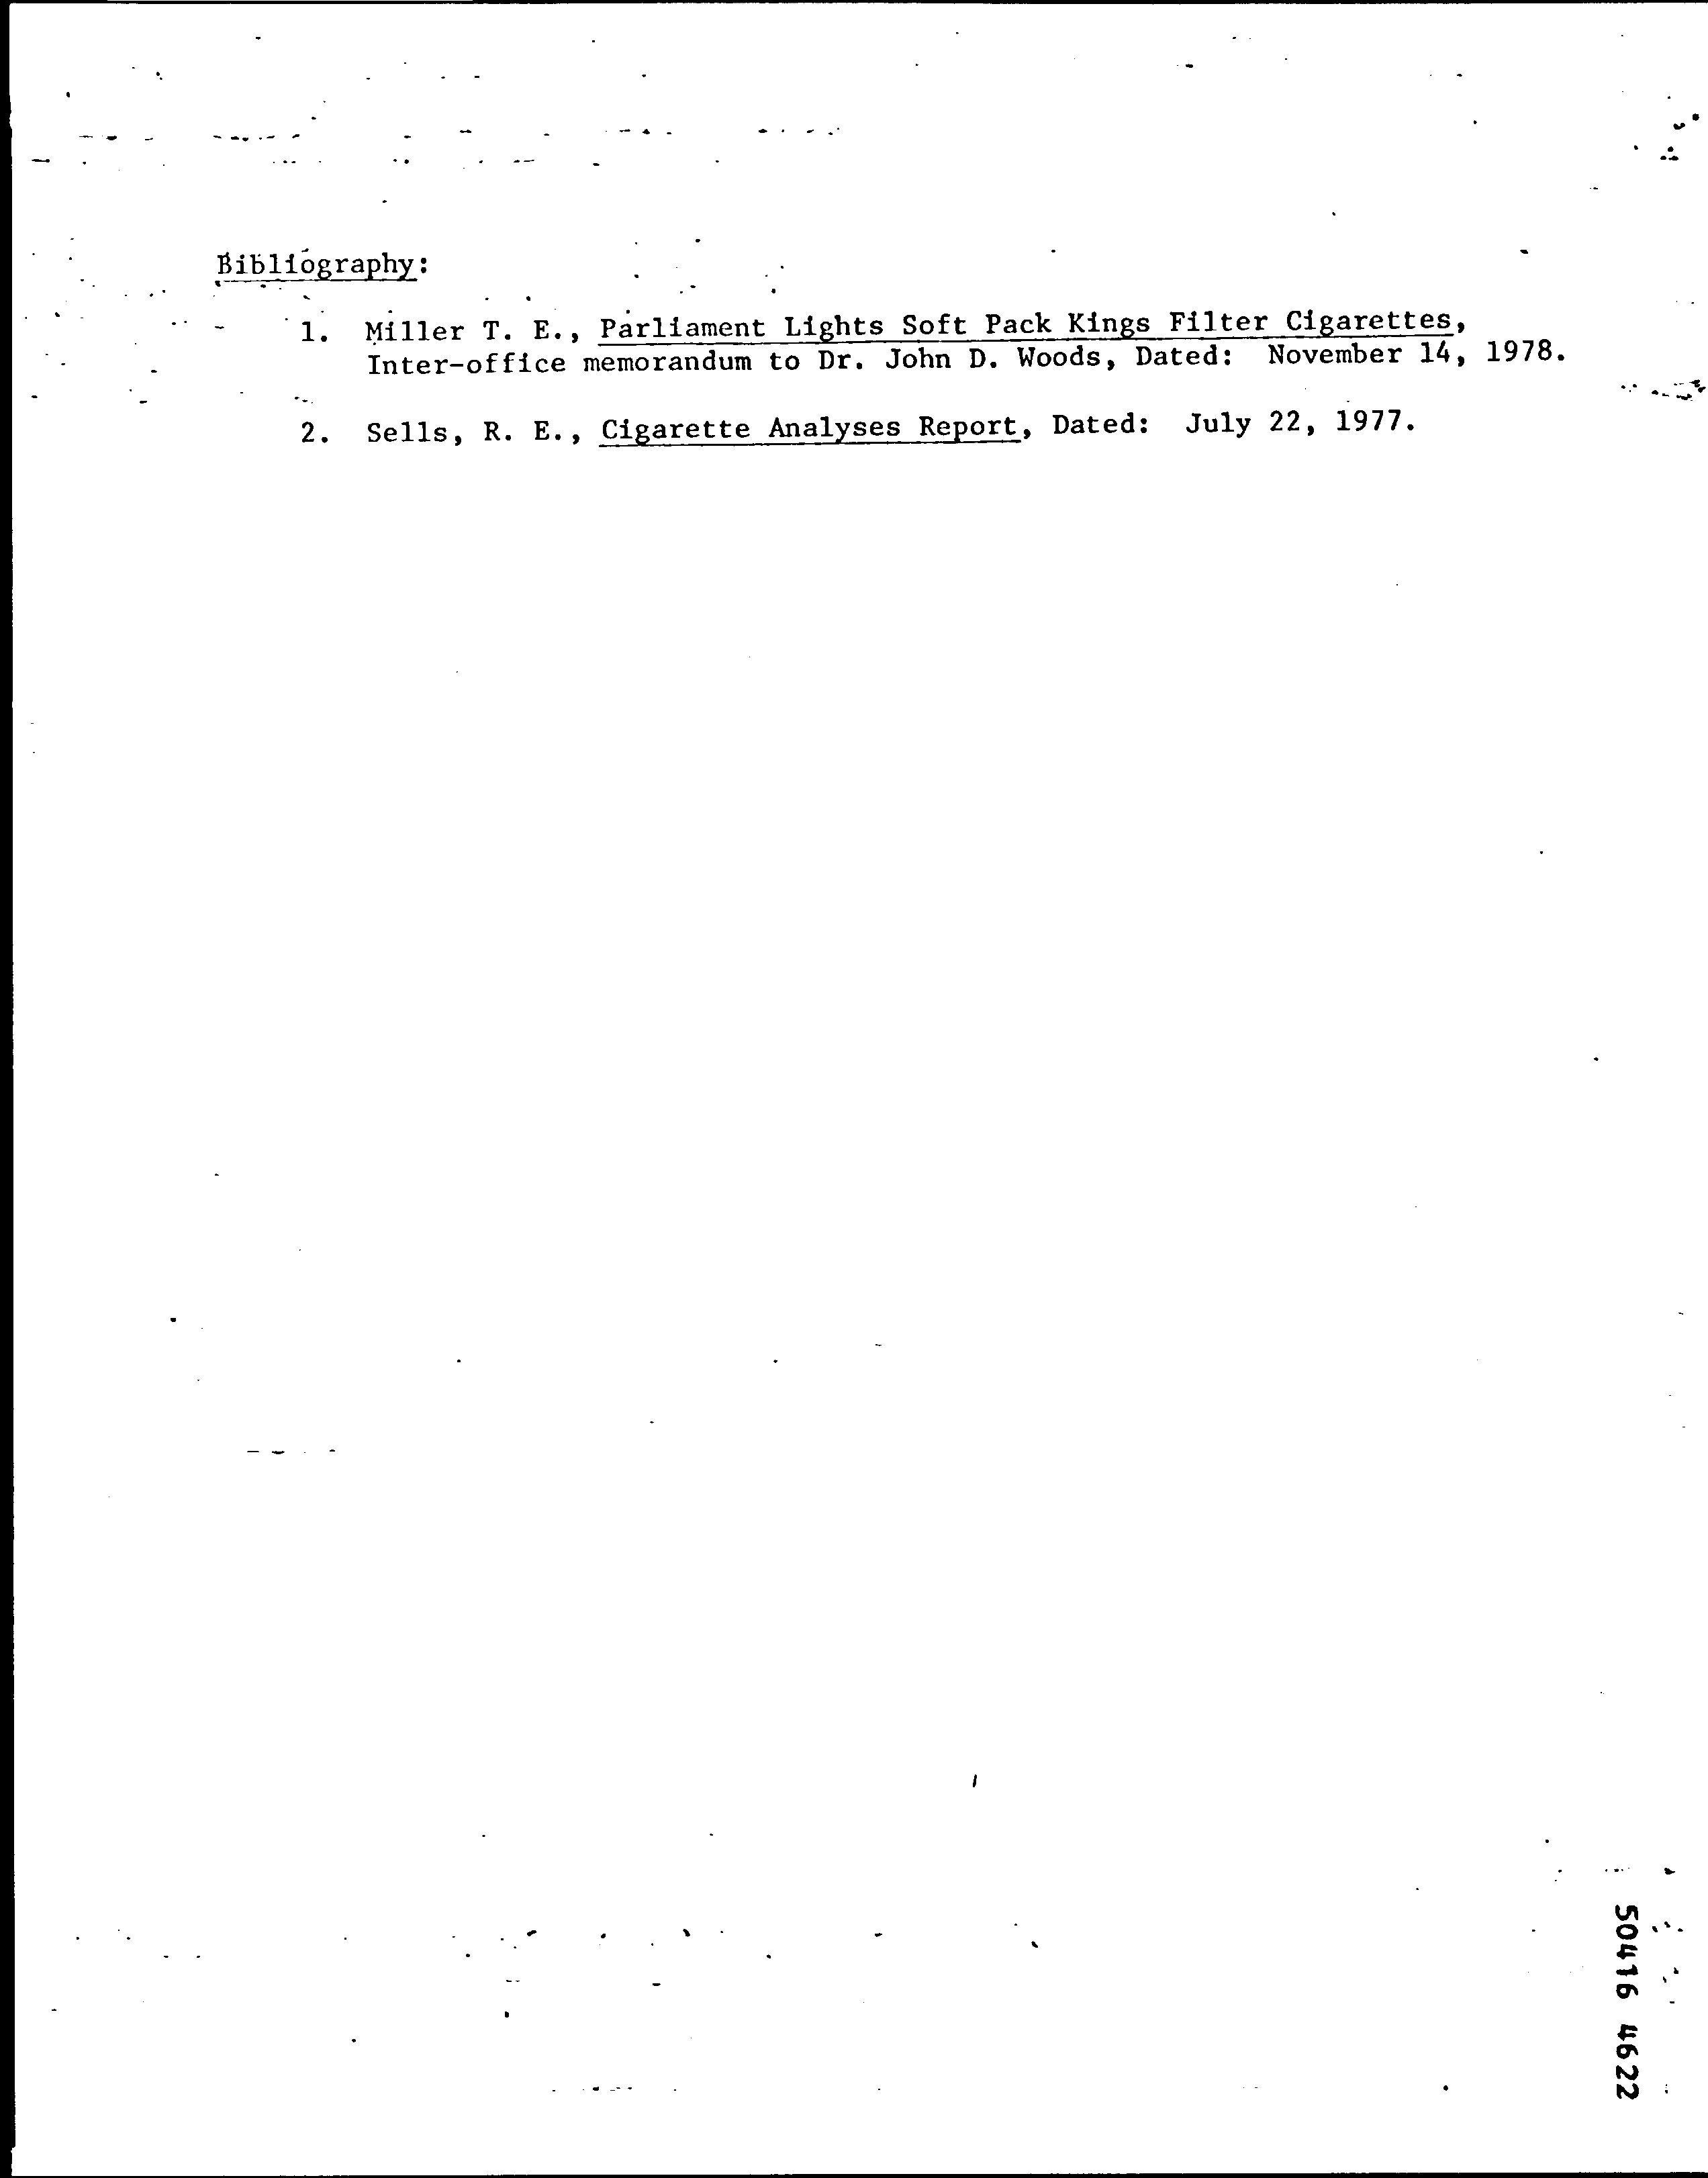 Bibliography:
1. Miller T. E., Parliament Lights Soft Pack Kings Filter Cigarettes,
Inter-office memorandum to Dr. John D. Woods, Dated: November 14, 1978.
2. Sells, R. E., Cigarette Analyses Report, Dated: July 22, 1977.
50416 4622